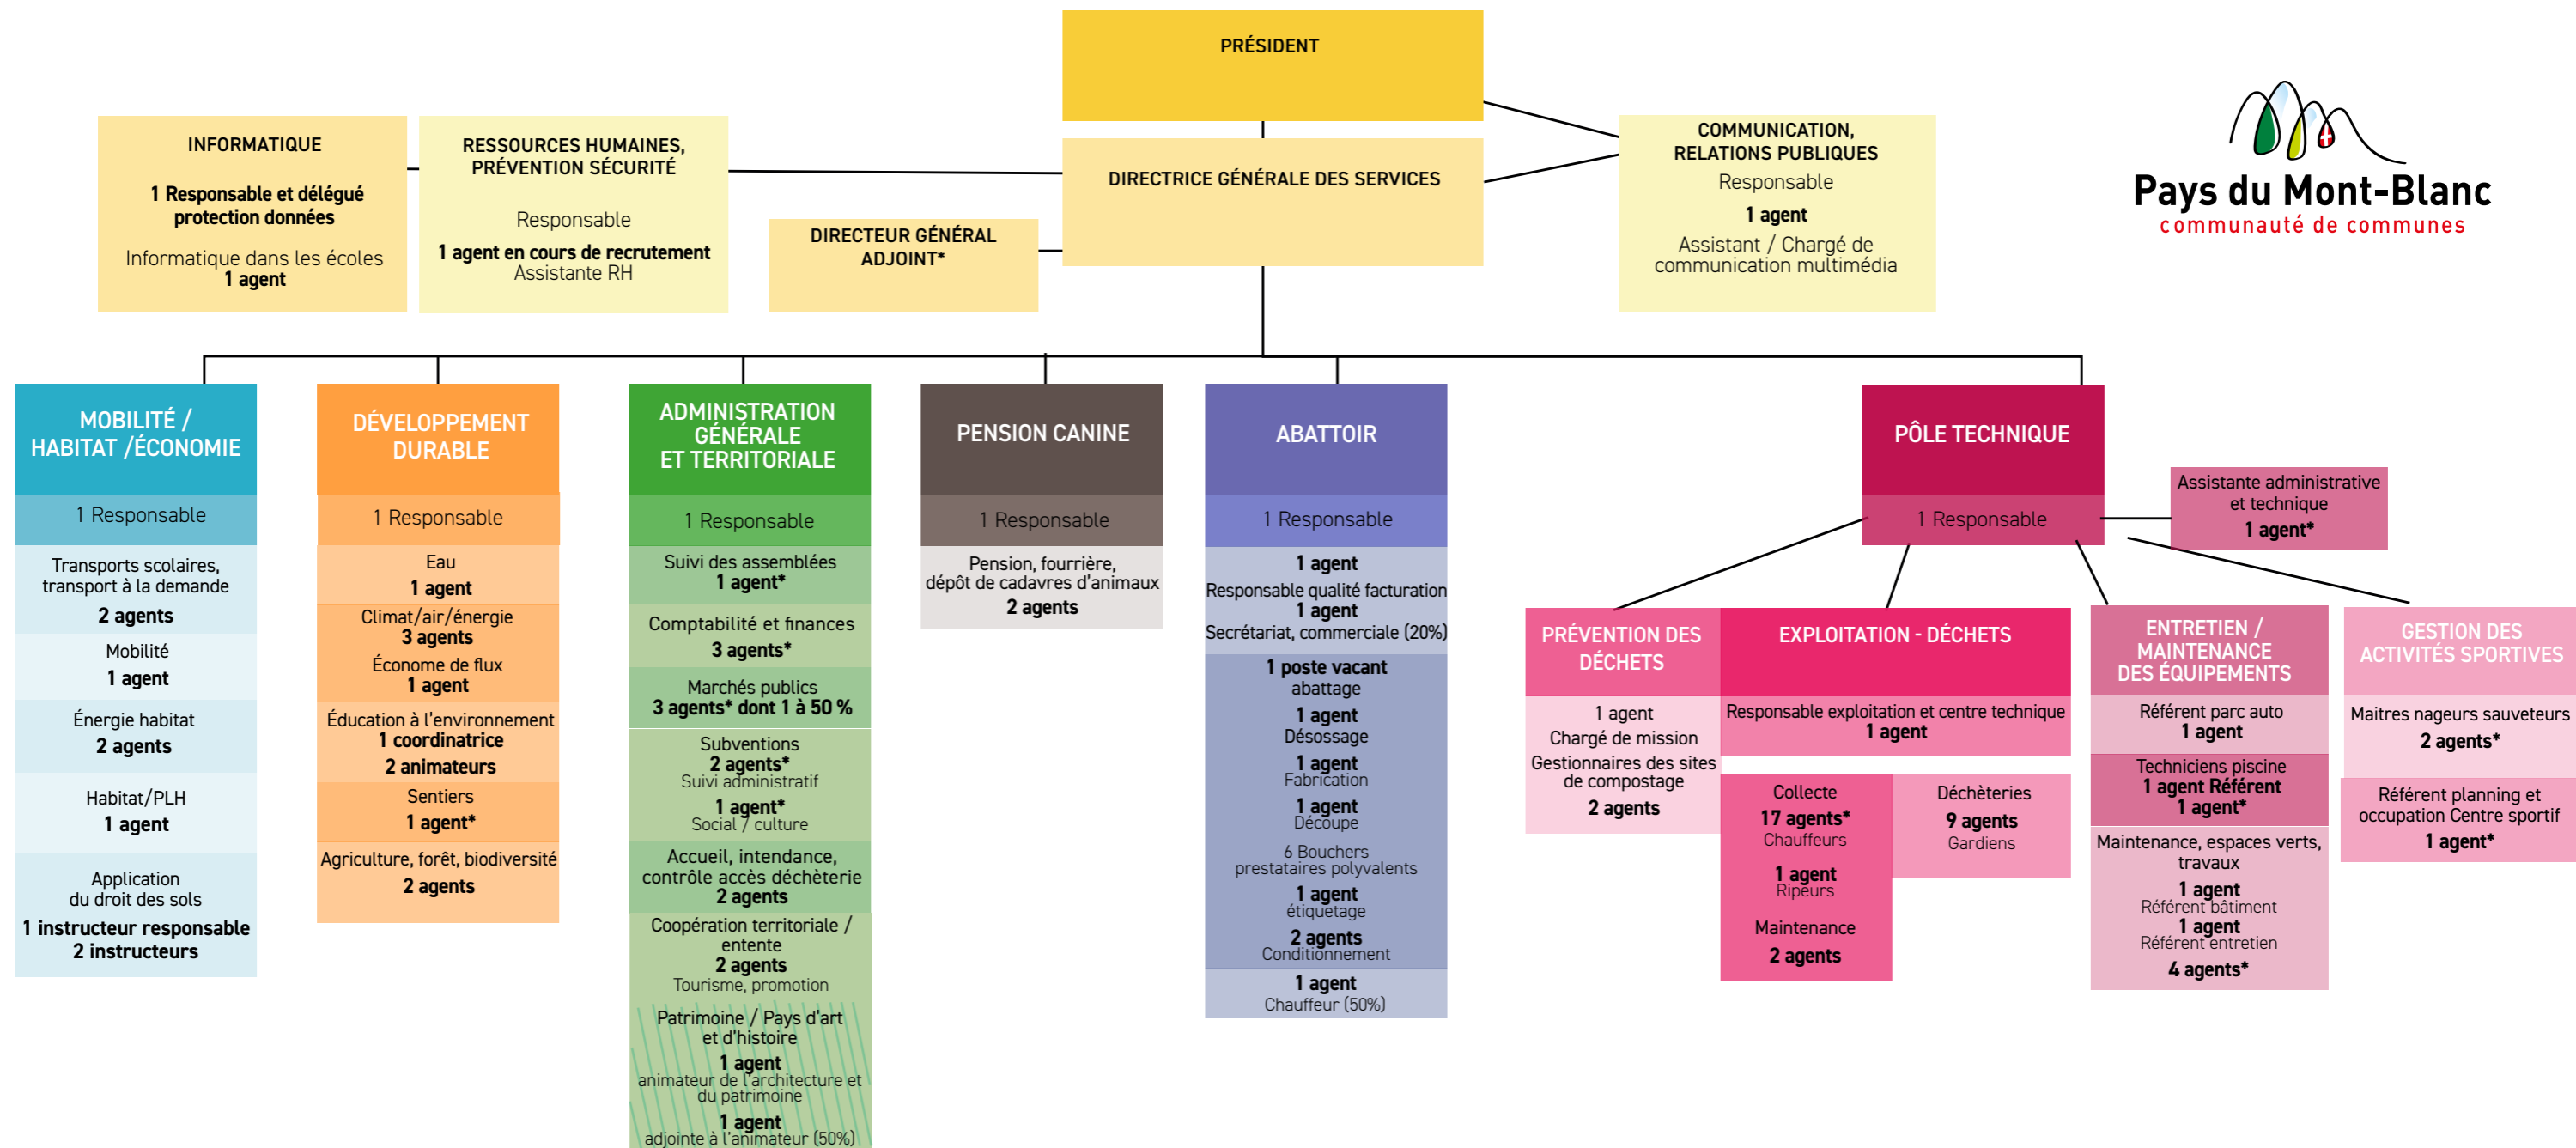 PRÉSIDENT
INFORMATIQUE
1 Responsable et délégué
protection données
Informatique dans les écoles
1 agent
RESSOURCES HUMAINES,
PRÉVENTION SÉCURITÉ
Responsable
1 agent en cours de recrutement
Assistante RH
DIRECTEUR GÉNÉRAL
ADJOINT*
DIRECTRICE GÉNÉRALE DES SERVICES
COMMUNICATION,
RELATIONS PUBLIQUES
Responsable
1 agent
Assistant / Chargé de
communication multimédia
Pays du Mont-Blanc
communauté de communes
MOBILITÉ /
HABITAT /ÉCONOMIE
1 Responsable
Transports scolaires,
transport à la demande
2 agents
Mobilité
1 agent
Énergie habitat
2 agents
Habitat/PLH
1 agent
Application
du droit des sols
1 instructeur responsable
2 instructeurs
DÉVELOPPEMENT
DURABLE
1 Responsable
Eau
1 agent
Climat/air/énergie
3 agents
Économe de flux
1 agent
Éducation à l'environnement
1 coordinatrice
2 animateurs
Sentiers
1 agent*
Agriculture, forêt, biodiversité
2 agents
ADMINISTRATION
GÉNÉRALE
ET TERRITORIALE
1 Responsable
Suivi des assemblées
1 agent*
Comptabilité et finances
3 agents*
Marchés publics
3 agents* dont 1 à 50 %
Subventions
2 agents*
Suivi administratif
1 agent*
Social / culture
Accueil, intendance,
contrôle accès déchèterie
2 agents
Coopération territoriale /
entente
2 agents
Tourisme, promotion
Patrimoine / Pays d'art
et d'histoire
1 agent
animateur de l'architecture et
du patrimoine
1 agent
adjointe à l'animateur (50%)
PENSION CANINE
1 Responsable
Pension, fourrière,
dépôt de cadavres d'animaux
2 agents
ABATTOIR
1 Responsable
1 agent
Responsable qualité facturation
1 agent
Secrétariat, commerciale (20%)
1 poste vacant
abattage
1 agent
Désossage
1 agent
Fabrication
1 agent
Découpe
6 Bouchers
prestataires polyvalents
1 agent
étiquetage
2 agents
Conditionnement
1 agent
Chauffeur (50%)
PÔLE TECHNIQUE
1 Responsable
Assistante administrative
et technique
1 agent*
PRÉVENTION DES
DÉCHETS
1 agent
Chargé de mission
Gestionnaires des sites
de compostage
2 agents
EXPLOITATION - DÉCHETS
Responsable exploitation et centre technique
1 agent
Collecte
17 agents*
Chauffeurs
1 agent
Ripeurs
Maintenance
2 agents
Déchèteries
9 agents
Gardiens
ENTRETIEN /
MAINTENANCE
DES ÉQUIPEMENTS
Référent parc auto
1 agent
Techniciens piscine
1 agent Référent
1 agent*
Maintenance, espaces verts,
travaux
1 agent
Référent bâtiment
1 agent
Référent entretien
4 agents*
GESTION DES
ACTIVITÉS SPORTIVES
Maitres nageurs sauveteurs
2 agents*
Référent planning et
occupation Centre sportif
1 agent*